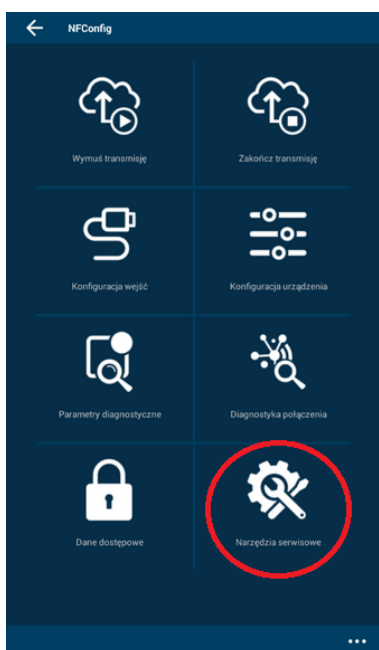 NFConfig
Wymuś transmisję
Zakończ transmisję
Konfiguracja wejść
Konfiguracja urządzenia
Parametry diagnostyczne
Diagnostyka połączenia
Dane dostępowe
Narzędzia serwisowe